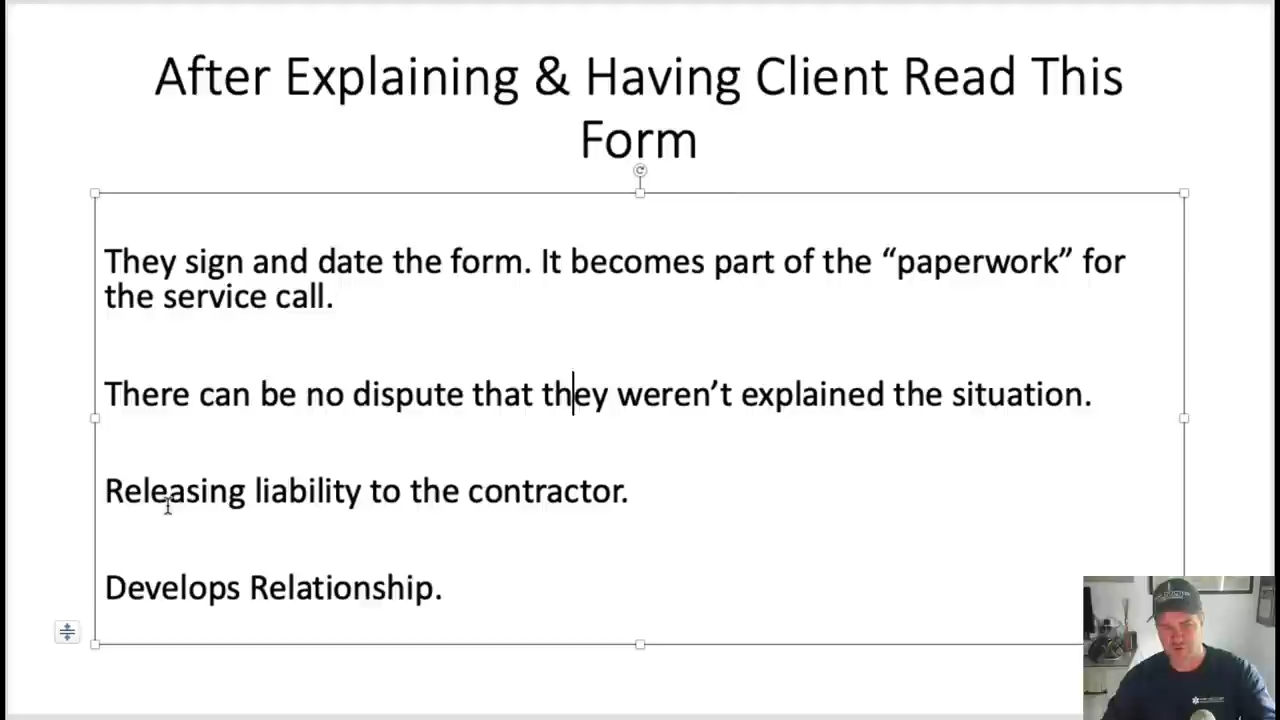 After Explaining & Having Client Read This
Form
They sign and date the form. It becomes part of the “paperwork” for
the service call.
There can be no dispute that they weren’t explained the situation.
Releasing liability to the contractor.
Develops Relationship.